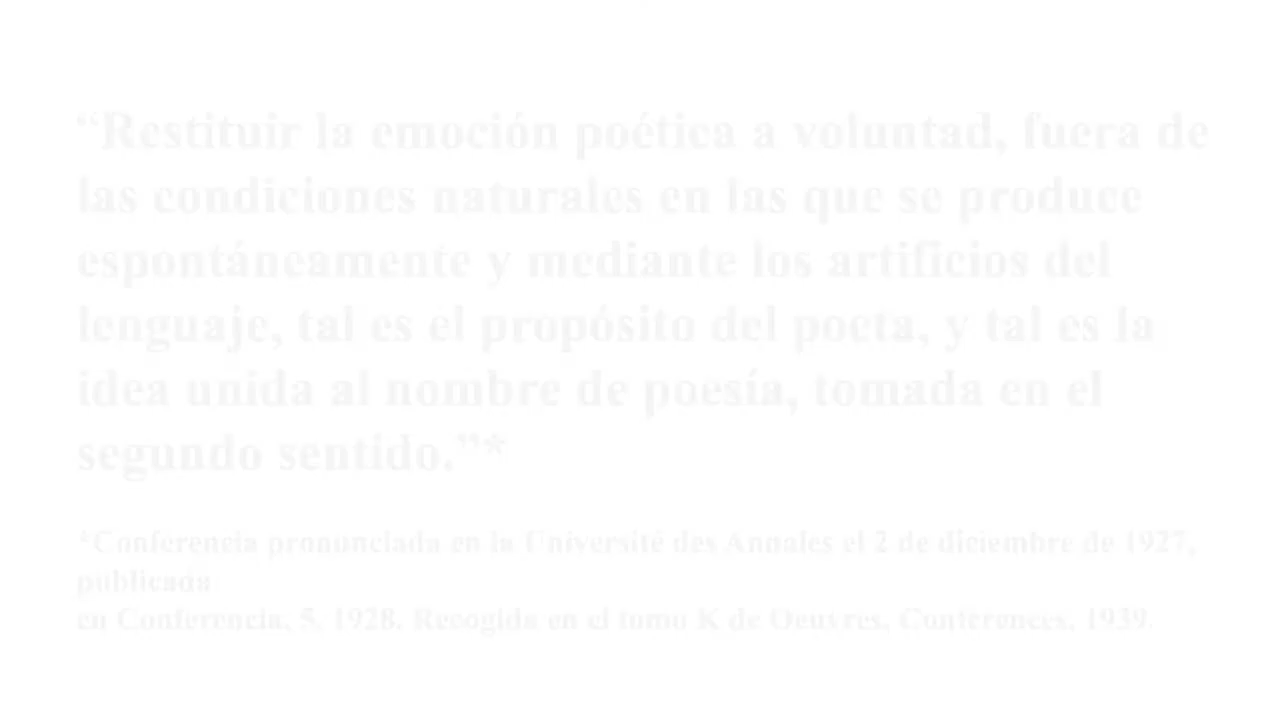 “Restituir la emoción poética a voluntad, fuera de
las condiciones naturales en las que se produce
espontáneamente y mediante los artificios del
lenguaje, tal es el propósito del poeta, y tal es la
idea unida al nombre de poesía, tomada en el
segundo sentido.”*
*Conferencia pronunciada en la Université des Annales el 2 de diciembre de 1927,
publicada
en Conferencia, 5, 1928. Recogida en el tomo K de Oeuvres, Conférences, 1939.